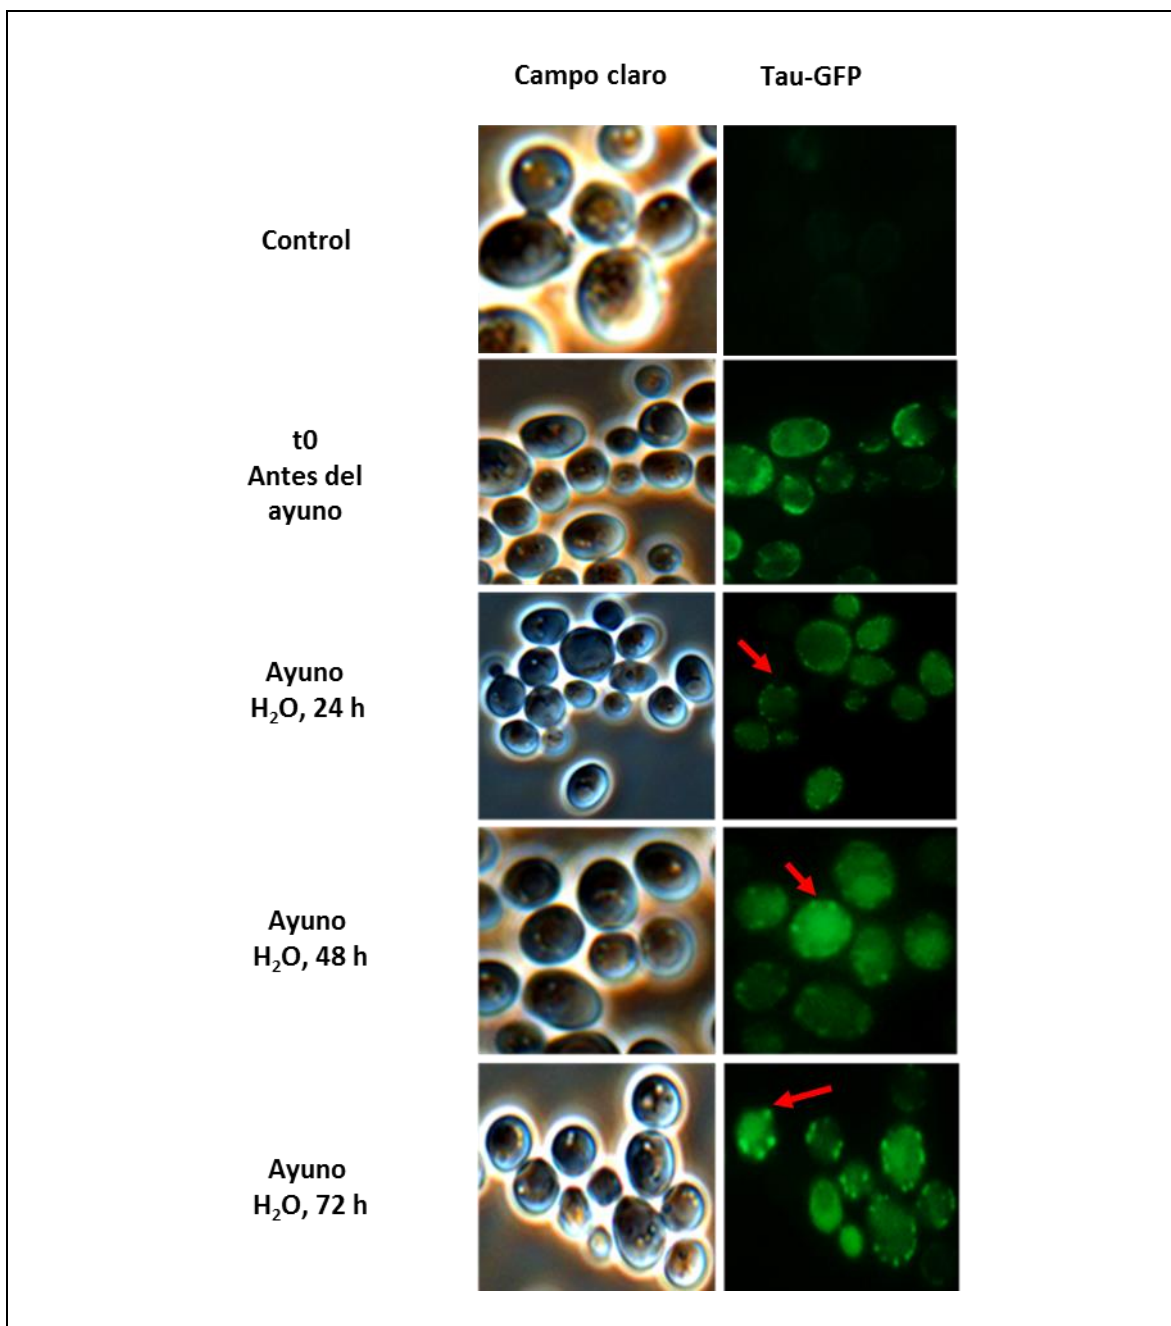 Campo claro
Tau-GFP
Control
t0
Antes del
ayuno
Ayuno
H₂O, 24 h
Ayuno
H₂O, 48 h
Ayuno
H₂O, 72 h